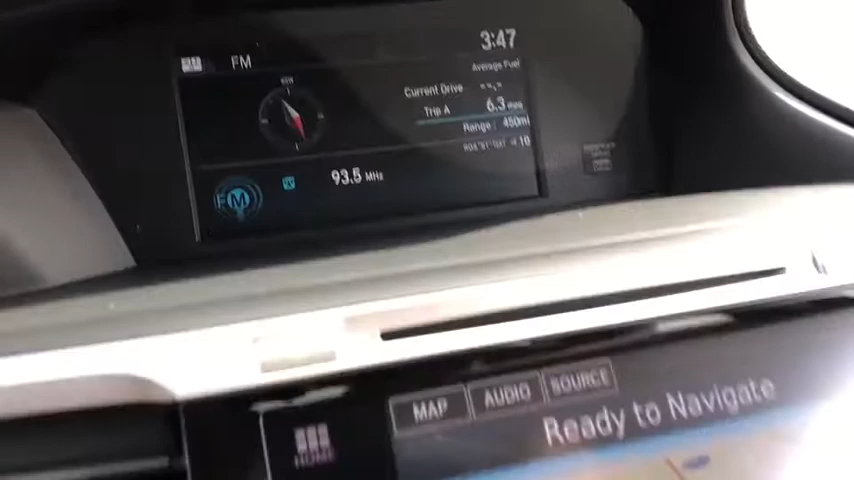 FM
3:47
Average Fuel
Current Drive --.-
Trip A 6.3 mpg
Range: 450mi
93.5 MHz
FM
MAP
AUDIO
SOURCE
HOME
Ready to Navigate